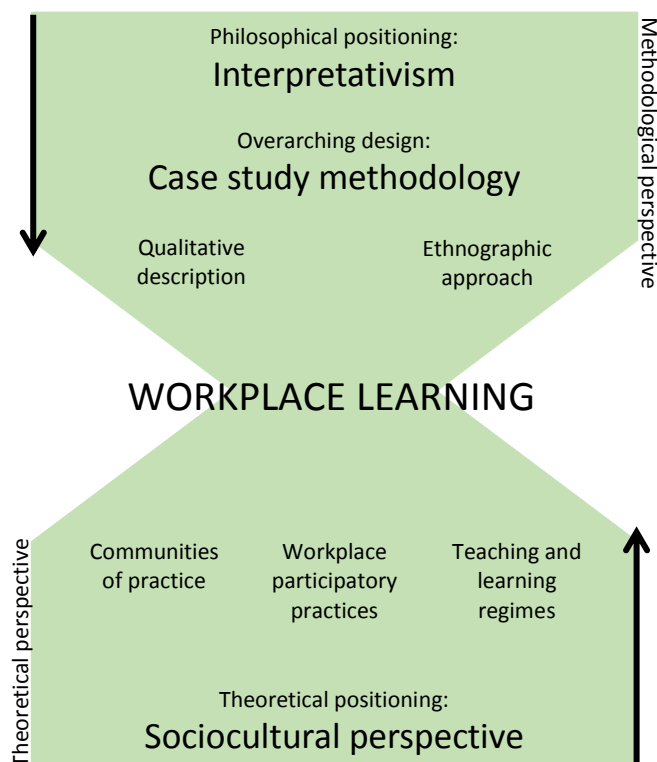 Philosophical positioning:
Interpretativism
Overarching design:
Case study methodology
Qualitative
description
Ethnographic
approach
Methodological perspective
WORKPLACE LEARNING
Theoretical perspective
Communities
of practice
Workplace
participatory
practices
Teaching and
learning
regimes
Theoretical positioning:
Sociocultural perspective